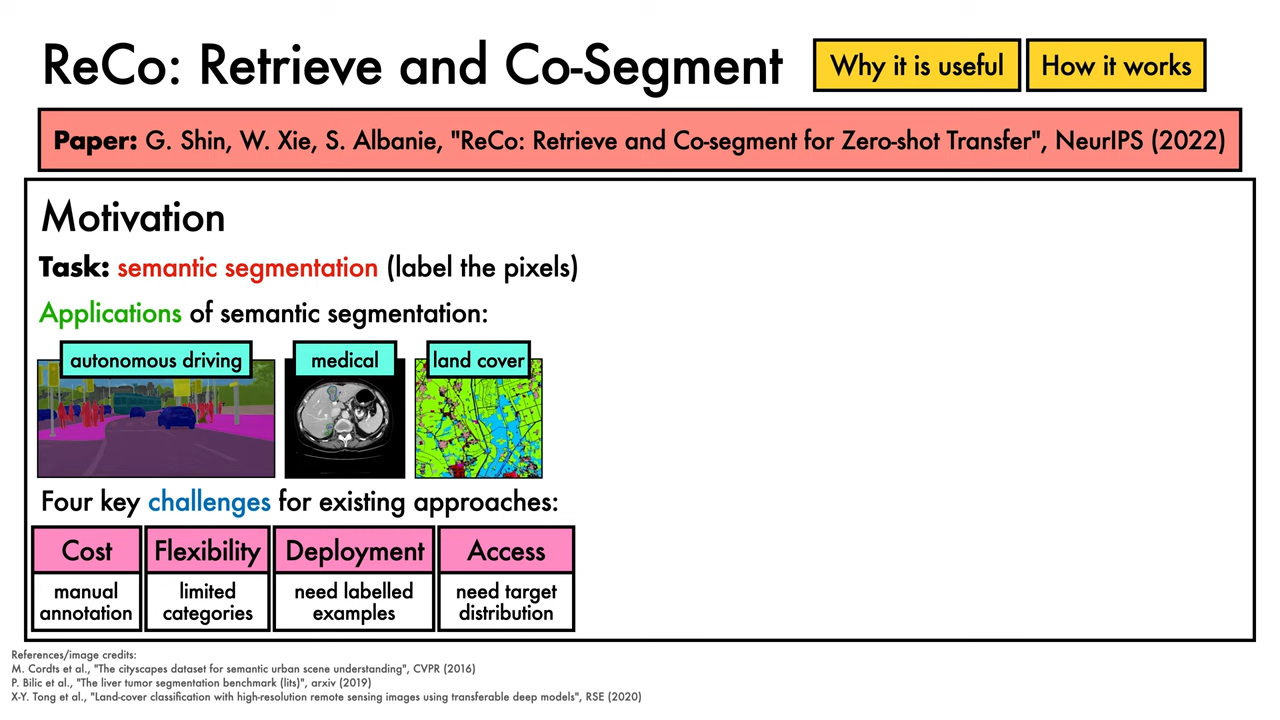 ReCo: Retrieve and Co-Segment
Why it is useful
How it works
Paper: G. Shin, W. Xie, S. Albanie, "ReCo: Retrieve and Co-segment for Zero-shot Transfer", NeurIPS (2022)
Motivation
Task: semantic segmentation (label the pixels)
Applications of semantic segmentation:
autonomous driving
medical
land cover
Four key challenges for existing approaches:
Cost
manual
annotation
Flexibility
limited
categories
Deployment
need labelled
examples
Access
need target
distribution
References/image credits:
M. Cordts et al., "The cityscapes dataset for semantic urban scene understanding", CVPR (2016)
P. Bilic et al., "The liver tumor segmentation benchmark (lits)", arxiv (2019)
X-Y. Tong et al., "Land-cover classification with high-resolution remote sensing images using transferable deep models", RSE (2020)